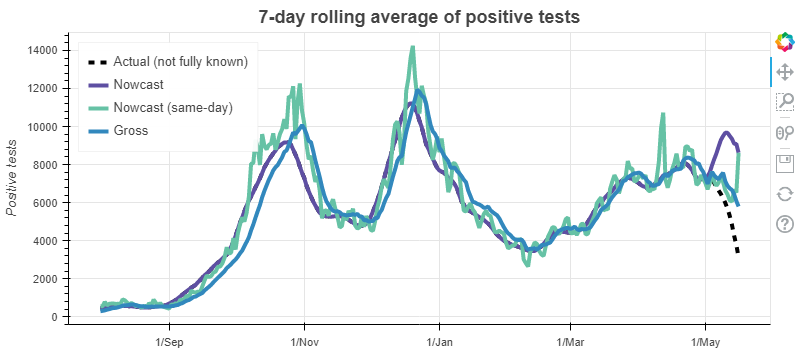 7-day rolling average of positive tests
Positive tests
14000
12000
10000
8000
6000
4000
2000
0
Actual (not fully known)
Nowcast
Nowcast (same-day)
Gross
1/Sep
1/Nov
1/Jan
1/Mar
1/May